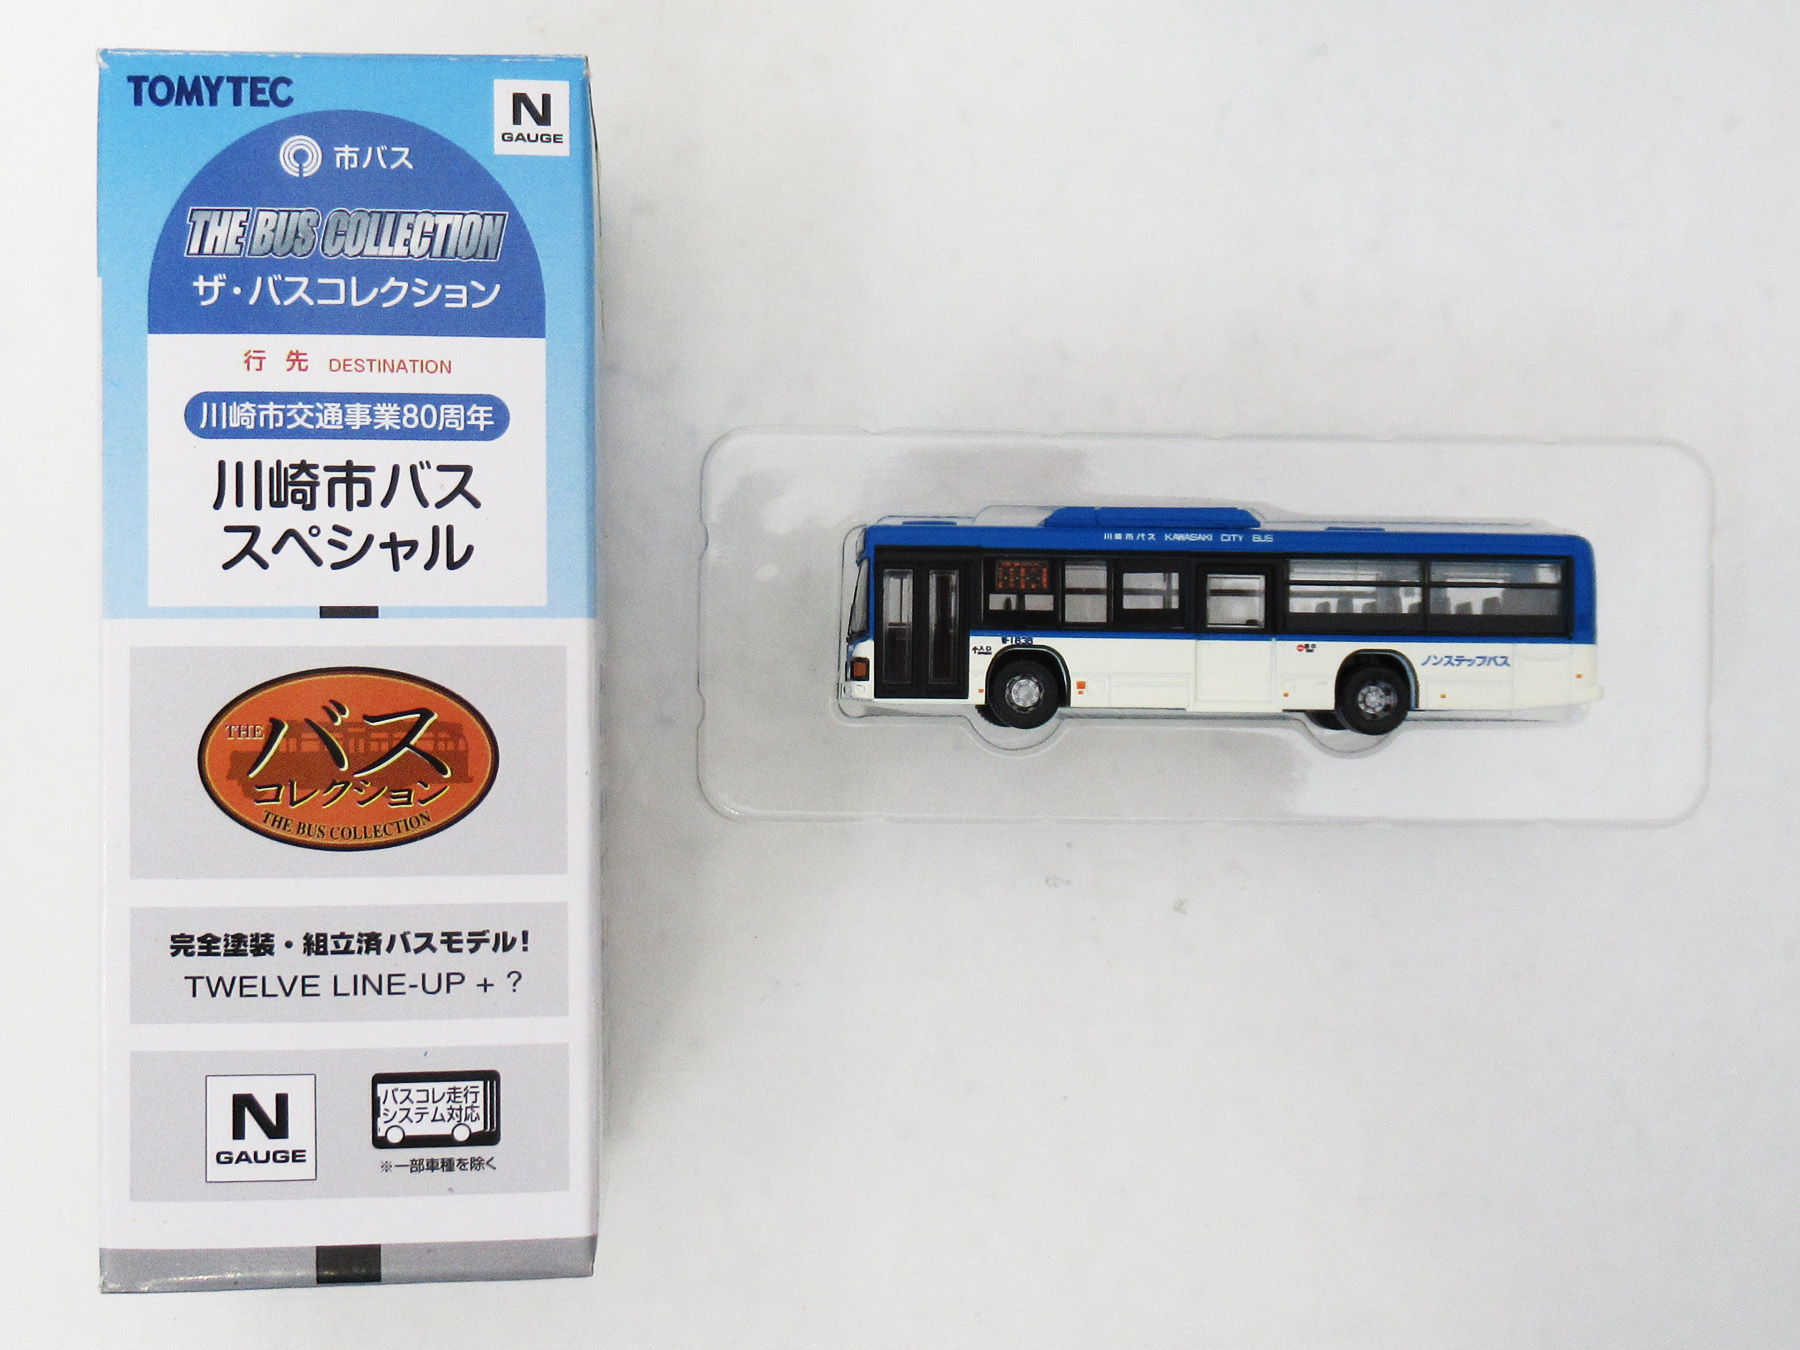 TOMYTEC
N
GAUGE
市バス
THE BUS COLLECTION
ザ・バスコレクション
行先 DESTINATION
川崎市交通事業80周年
川崎市バス
スペシャル
THE バス
コレクション
THE BUS COLLECTION
完全塗装・組立済バスモデル!
TWELVE LINE-UP + ?
N
GAUGE
バスコレ走行
システム対応
※一部車種を除く
川崎市バス KAWASAKI CITY BUS
W-1838
入口
ノンステップバス